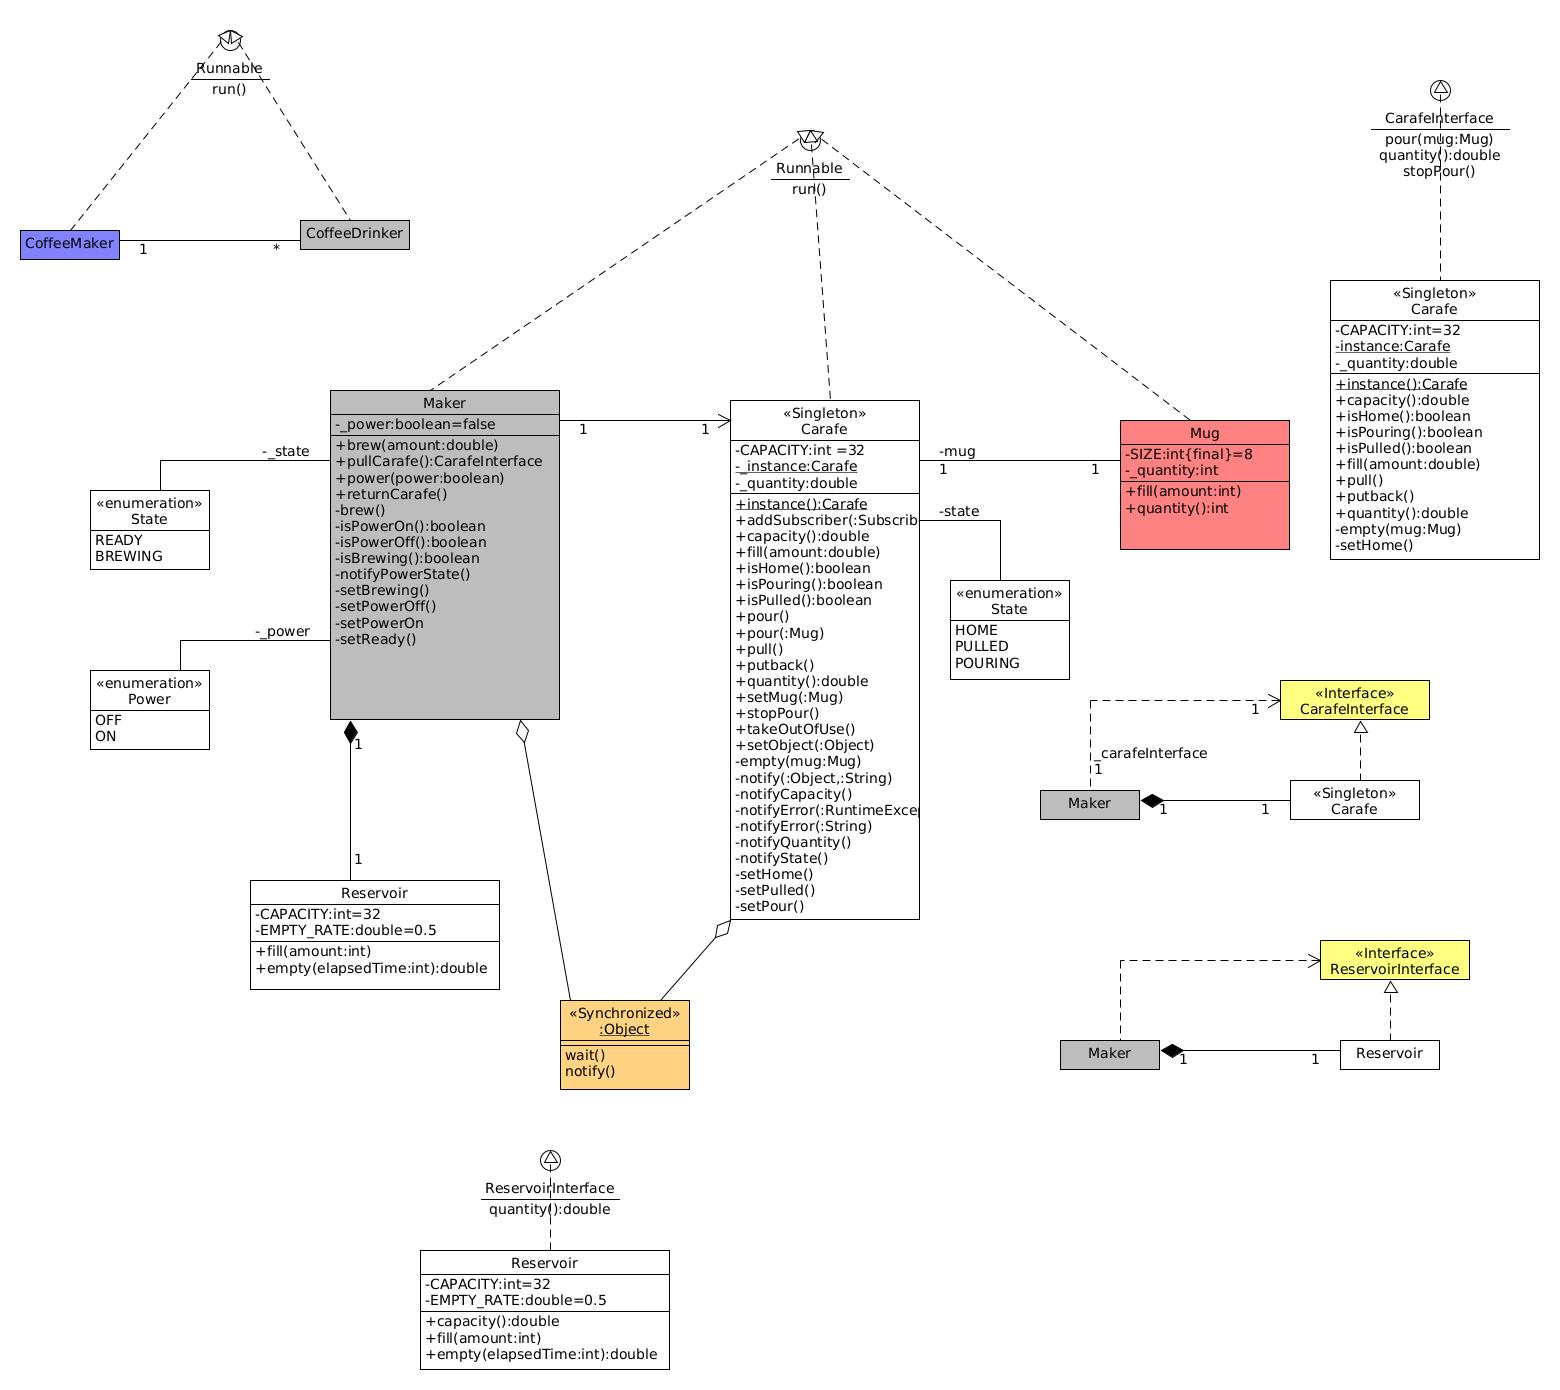 Runnable
run()
CoffeeMaker
1
*
CoffeeDrinker
Runnable
run()
CarafeInterface
pour(mug:Mug)
quantity():double
stopPour()
«Singleton»
Carafe
-CAPACITY:int=32
-instance:Carafe
-_quantity:double
+instance():Carafe
+capacity():double
+isHome():boolean
+isPouring():boolean
+isPulled():boolean
+fill(amount:double)
+pull()
+putback()
+quantity():double
-empty(mug:Mug)
-setHome()
Maker
-_power:boolean=false
+brew(amount:double)
+pullCarafe():CarafeInterface
+power(power:boolean)
+returnCarafe()
-brew()
-isPowerOn():boolean
-isPowerOff():boolean
-isBrewing():boolean
-notifyPowerState()
-setBrewing()
-setPowerOff()
-setPowerOn
-setReady()
1
1
-_state
«enumeration»
State
READY
BREWING
-_power
«enumeration»
Power
OFF
ON
«Singleton»
Carafe
-CAPACITY:int =32
-_instance:Carafe
-_quantity:double
+instance():Carafe
+addSubscriber(:Subscrib
+capacity():double
+fill(amount:double)
+isHome():boolean
+isPouring():boolean
+isPulled():boolean
+pour()
+pour(:Mug)
+pull()
+putback()
+quantity():double
+setMug(:Mug)
+stopPour()
+takeOutOfUse()
+setObject(:Object)
-empty(mug:Mug)
-notify(:Object,:String)
-notifyCapacity()
-notifyError(:RuntimeExcep
-notifyError(:String)
-notifyQuantity()
-notifyState()
-setHome()
-setPulled()
-setPour()
-mug
1
1
Mug
-SIZE:int{final}=8
-_quantity:int
+fill(amount:int)
+quantity():int
-state
«enumeration»
State
HOME
PULLED
POURING
1
1
Reservoir
-CAPACITY:int=32
-EMPTY_RATE:double=0.5
+fill(amount:int)
+empty(elapsedTime:int):double
«Synchronized»
:Object
wait()
notify()
«Interface»
CarafeInterface
1
_carafeInterface
1
Maker
1
1
«Singleton»
Carafe
«Interface»
ReservoirInterface
Maker
1
1
Reservoir
ReservoirInterface
quantity():double
Reservoir
-CAPACITY:int=32
-EMPTY_RATE:double=0.5
+capacity():double
+fill(amount:int)
+empty(elapsedTime:int):double